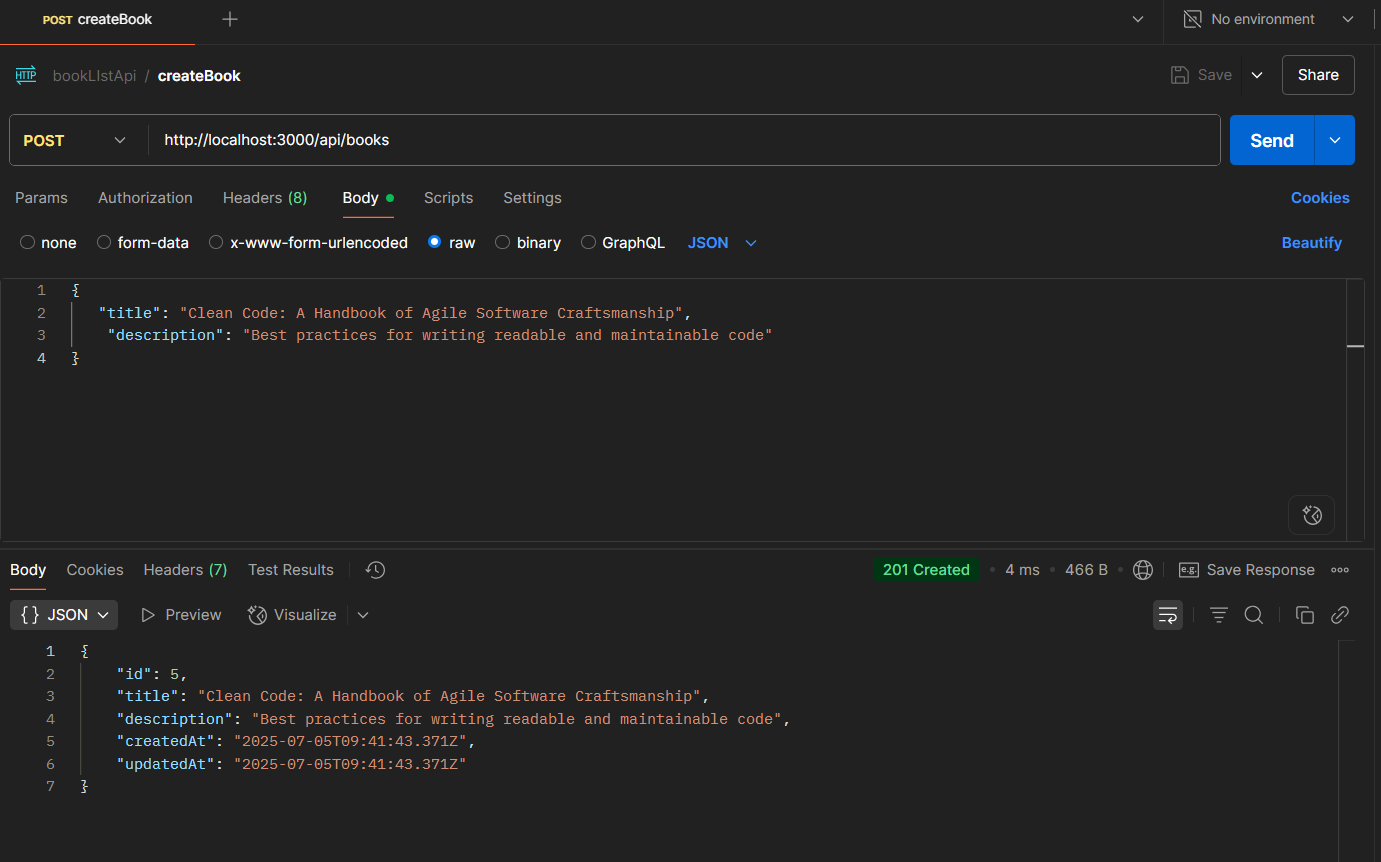 POST createBook
No environment
HTTP bookLIstApi / createBook
Save
Share
POST http://localhost:3000/api/books
Send
Params Authorization Headers (8) Body Scripts Settings Cookies
none form-data x-www-form-urlencoded raw binary GraphQL JSON Beautify
1 {
2 "title": "Clean Code: A Handbook of Agile Software Craftsmanship",
3 "description": "Best practices for writing readable and maintainable code"
4 }
Body Cookies Headers (7) Test Results 201 Created • 4 ms • 466 B • e.g. Save Response
{} JSON Preview Visualize
1 {
2 "id": 5,
3 "title": "Clean Code: A Handbook of Agile Software Craftsmanship",
4 "description": "Best practices for writing readable and maintainable code",
5 "createdAt": "2025-07-05T09:41:43.371Z",
6 "updatedAt": "2025-07-05T09:41:43.371Z"
7 }